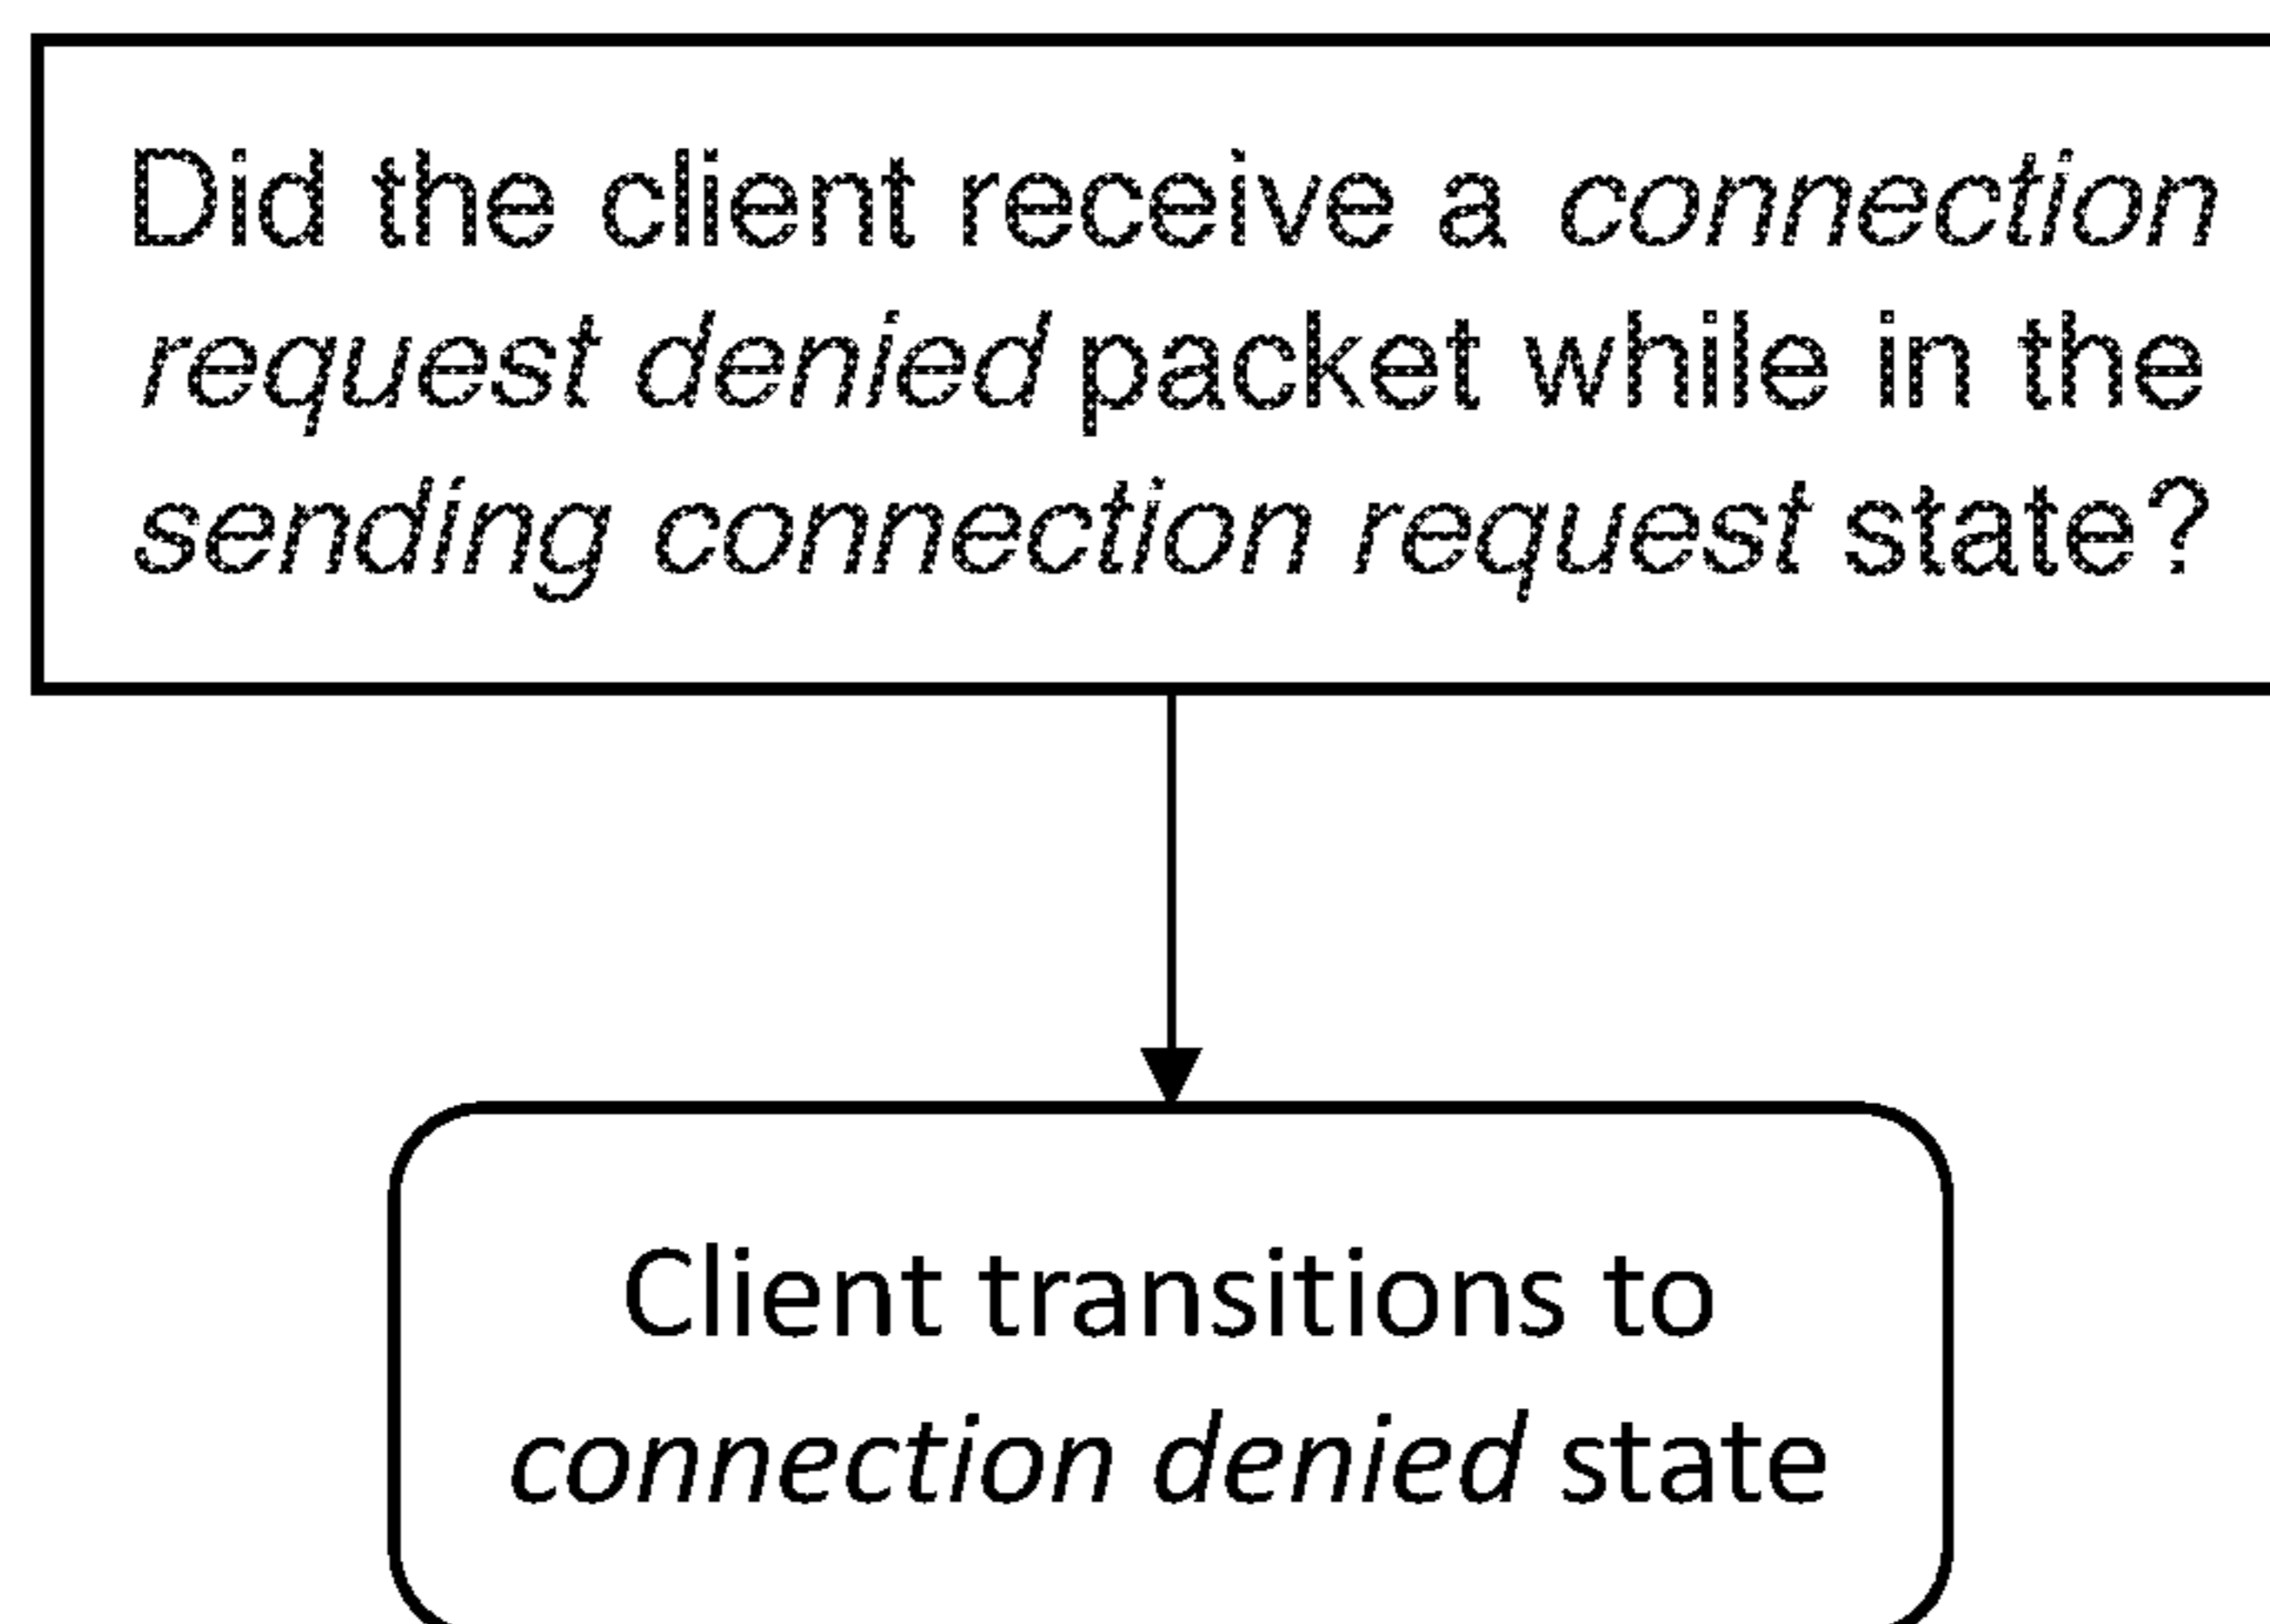 Did the client receive a connection
request denied packet while in the
sending connection request state?
Client transitions to
connection denied state